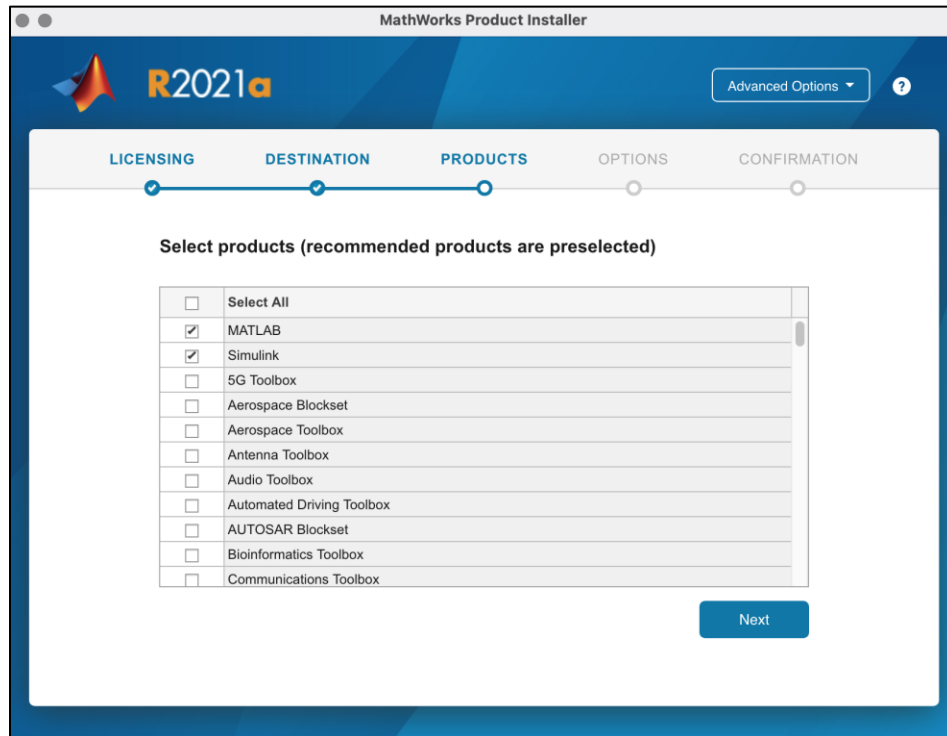 MathWorks Product Installer
R2021a
Advanced Options
?
LICENSING DESTINATION PRODUCTS OPTIONS CONFIRMATION
Select products (recommended products are preselected)
Select All
MATLAB
Simulink
5G Toolbox
Aerospace Blockset
Aerospace Toolbox
Antenna Toolbox
Audio Toolbox
Automated Driving Toolbox
AUTOSAR Blockset
Bioinformatics Toolbox
Communications Toolbox
Next